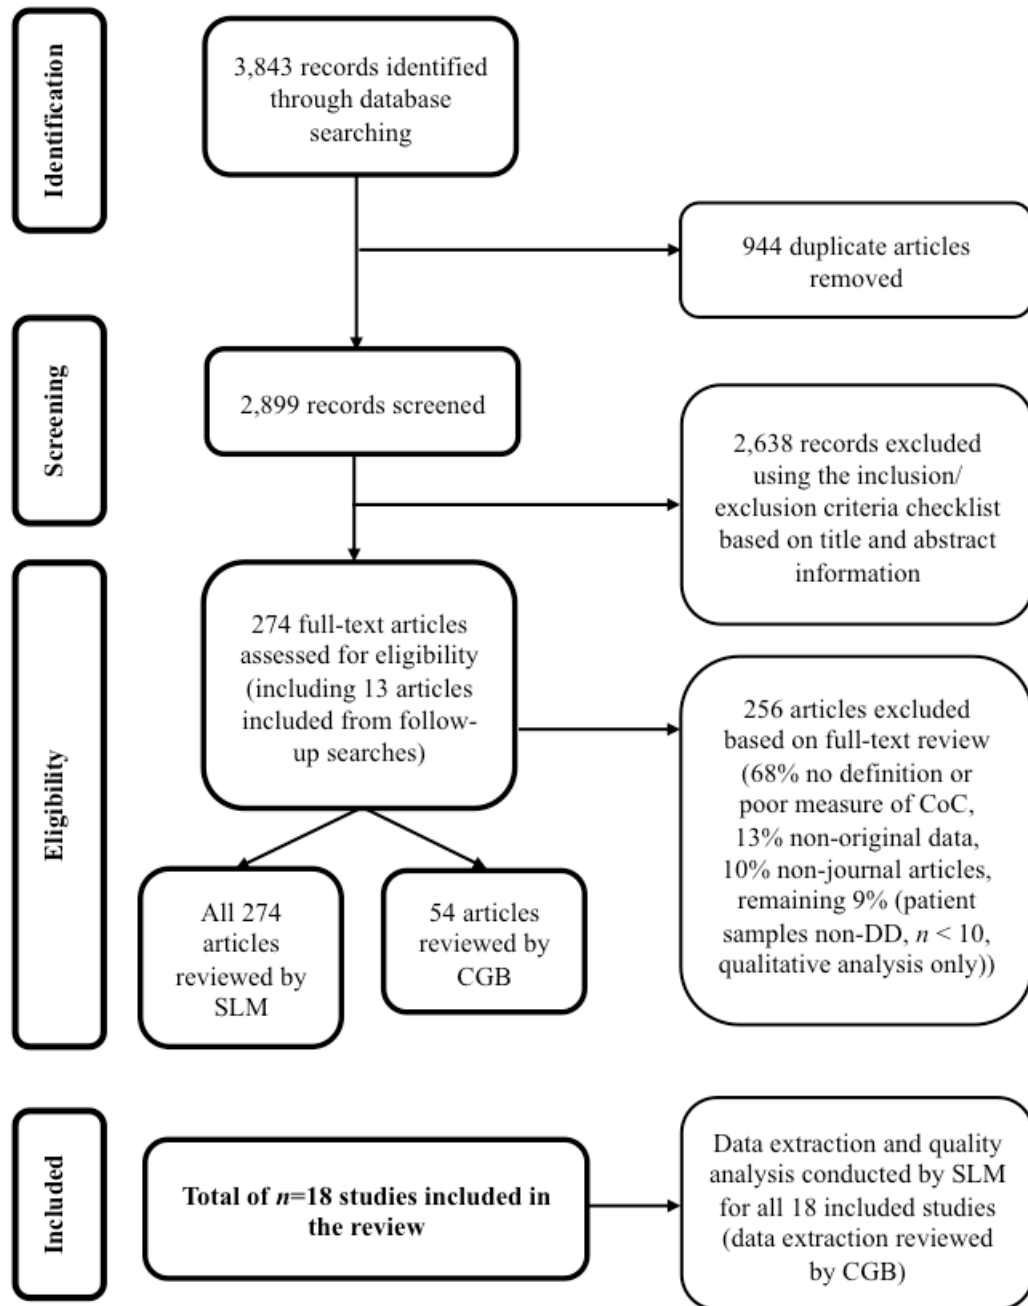 Identification
3,843 records identified
through database
searching
944 duplicate articles
removed
Screening
2,899 records screened
2,638 records excluded
using the inclusion/
exclusion criteria checklist
based on title and abstract
information
Eligibility
274 full-text articles
assessed for eligibility
(including 13 articles
included from follow-
up searches)
256 articles excluded
based on full-text review
(68% no definition or
poor measure of CoC,
13% non-original data,
10% non-journal articles,
remaining 9% (patient
samples non-DD, n < 10,
qualitative analysis only))
All 274
articles
reviewed by
SLM
54 articles
reviewed by
CGB
Included
Total of n=18 studies included in
the review
Data extraction and quality
analysis conducted by SLM
for all 18 included studies
(data extraction reviewed
by CGB)